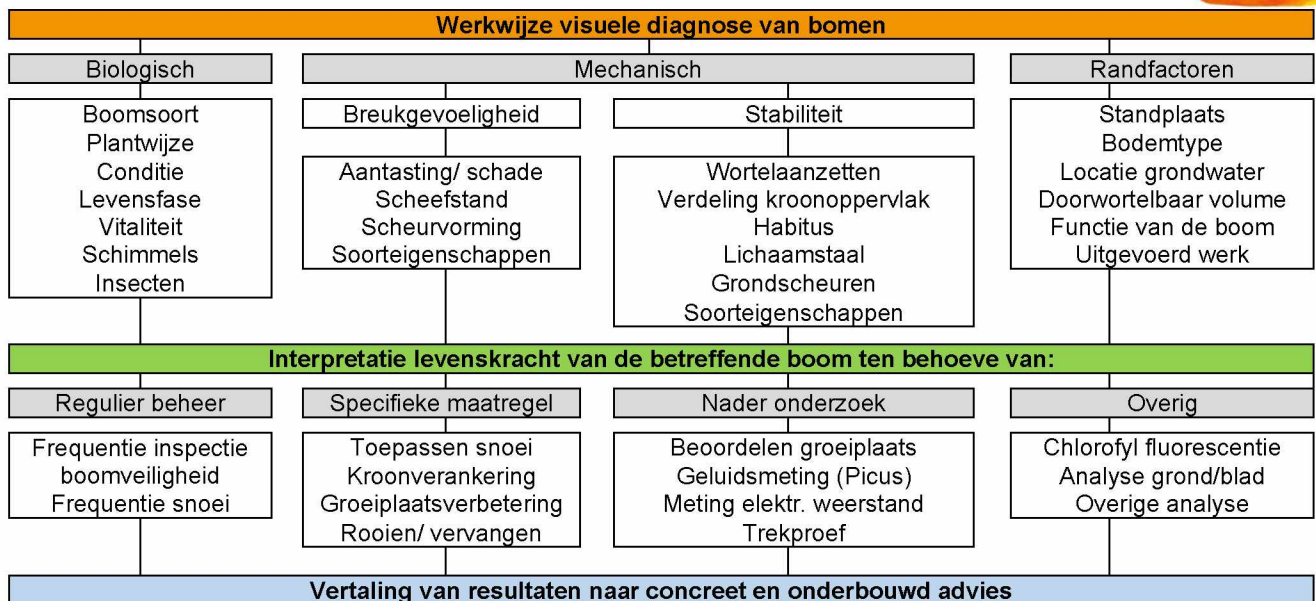 Werkwijze visuele diagnose van bomen
Biologisch
Boomsoort
Plantwijze
Conditie
Levensfase
Vitaliteit
Schimmels
Insecten
Mechanisch
Breukgevoeligheid
Aantasting/ schade
Scheefstand
Scheurvorming
Soorteigenschappen
Stabiliteit
Wortelaanzetten
Verdeling kroonoppervlak
Habitus
Lichaamstaal
Grondscheuren
Soorteigenschappen
Randfactoren
Standplaats
Bodemtype
Locatie grondwater
Doorwortelbaar volume
Functie van de boom
Uitgevoerd werk
Interpretatie levenskracht van de betreffende boom ten behoeve van:
Regulier beheer
Frequentie inspectie
boomveiligheid
Frequentie snoei
Specifieke maatregel
Toepassen snoei
Kroonverankering
Groeiplaatsverbetering
Rooien/ vervangen
Nader onderzoek
Beoordelen groeiplaats
Geluidsmeting (Picus)
Meting elektr. weerstand
Trekproef
Overig
Chlorofyl fluorescentie
Analyse grond/blad
Overige analyse
Vertaling van resultaten naar concreet en onderbouwd advies